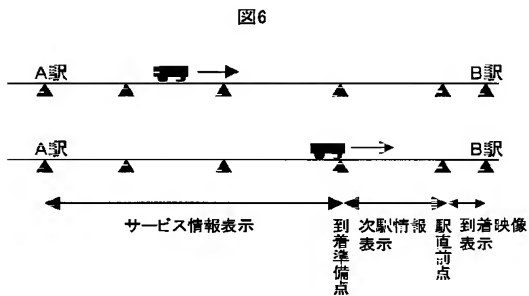 図6
A駅 B駅
A駅 B駅
サービス情報表示
到着準備点
次駅情報
表示
駅直前点
到着映像
表示